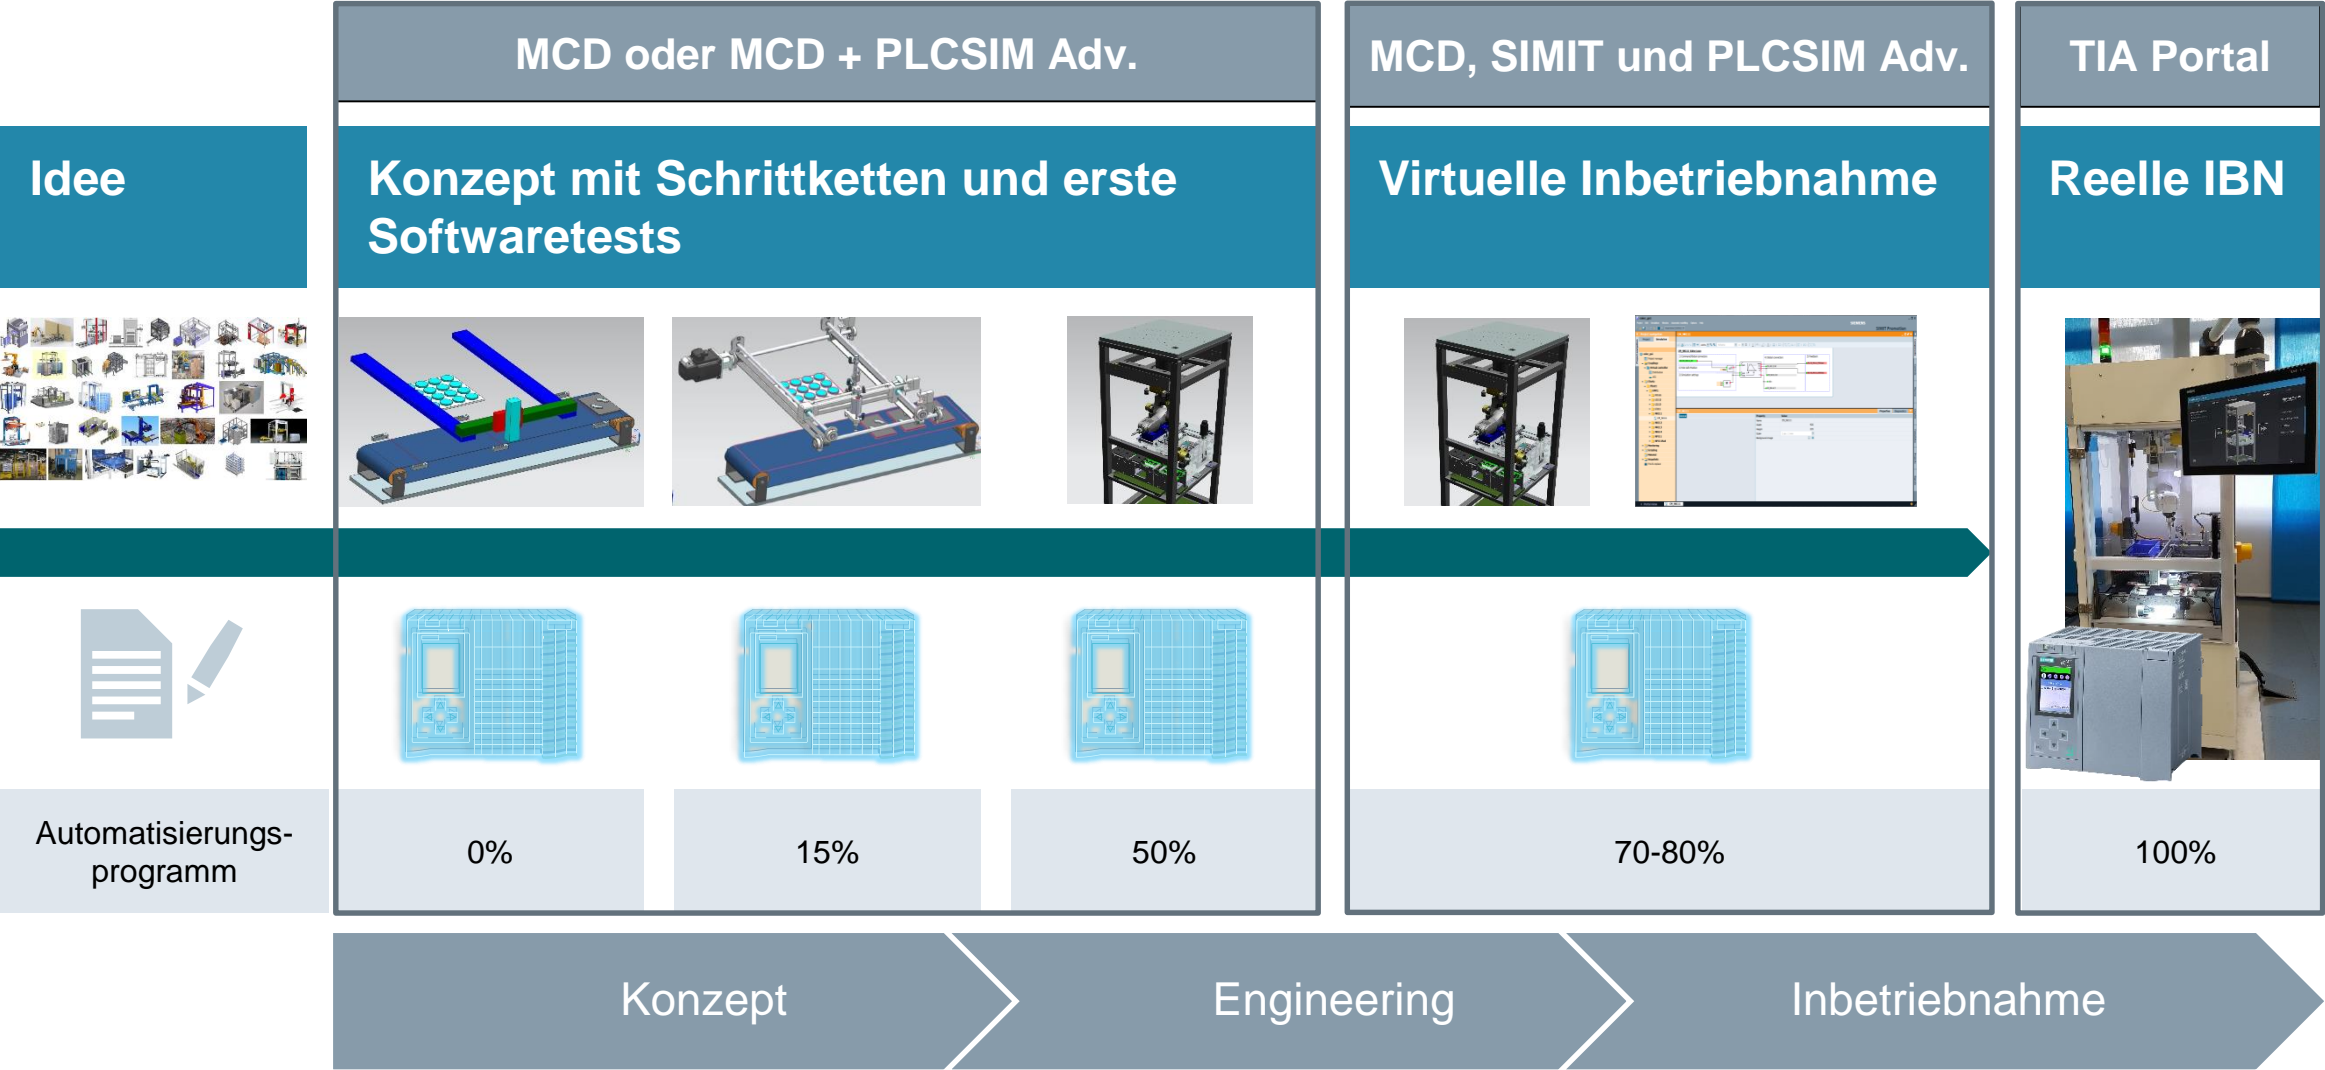 MCD oder MCD + PLCSIM Adv.
MCD, SIMIT und PLCSIM Adv.
TIA Portal
Idee
Konzept mit Schrittketten und erste
Softwaretests
Virtuelle Inbetriebnahme
Reelle IBN
Automatisierungs-
programm
0%
15%
50%
70-80%
100%
Konzept
Engineering
Inbetriebnahme